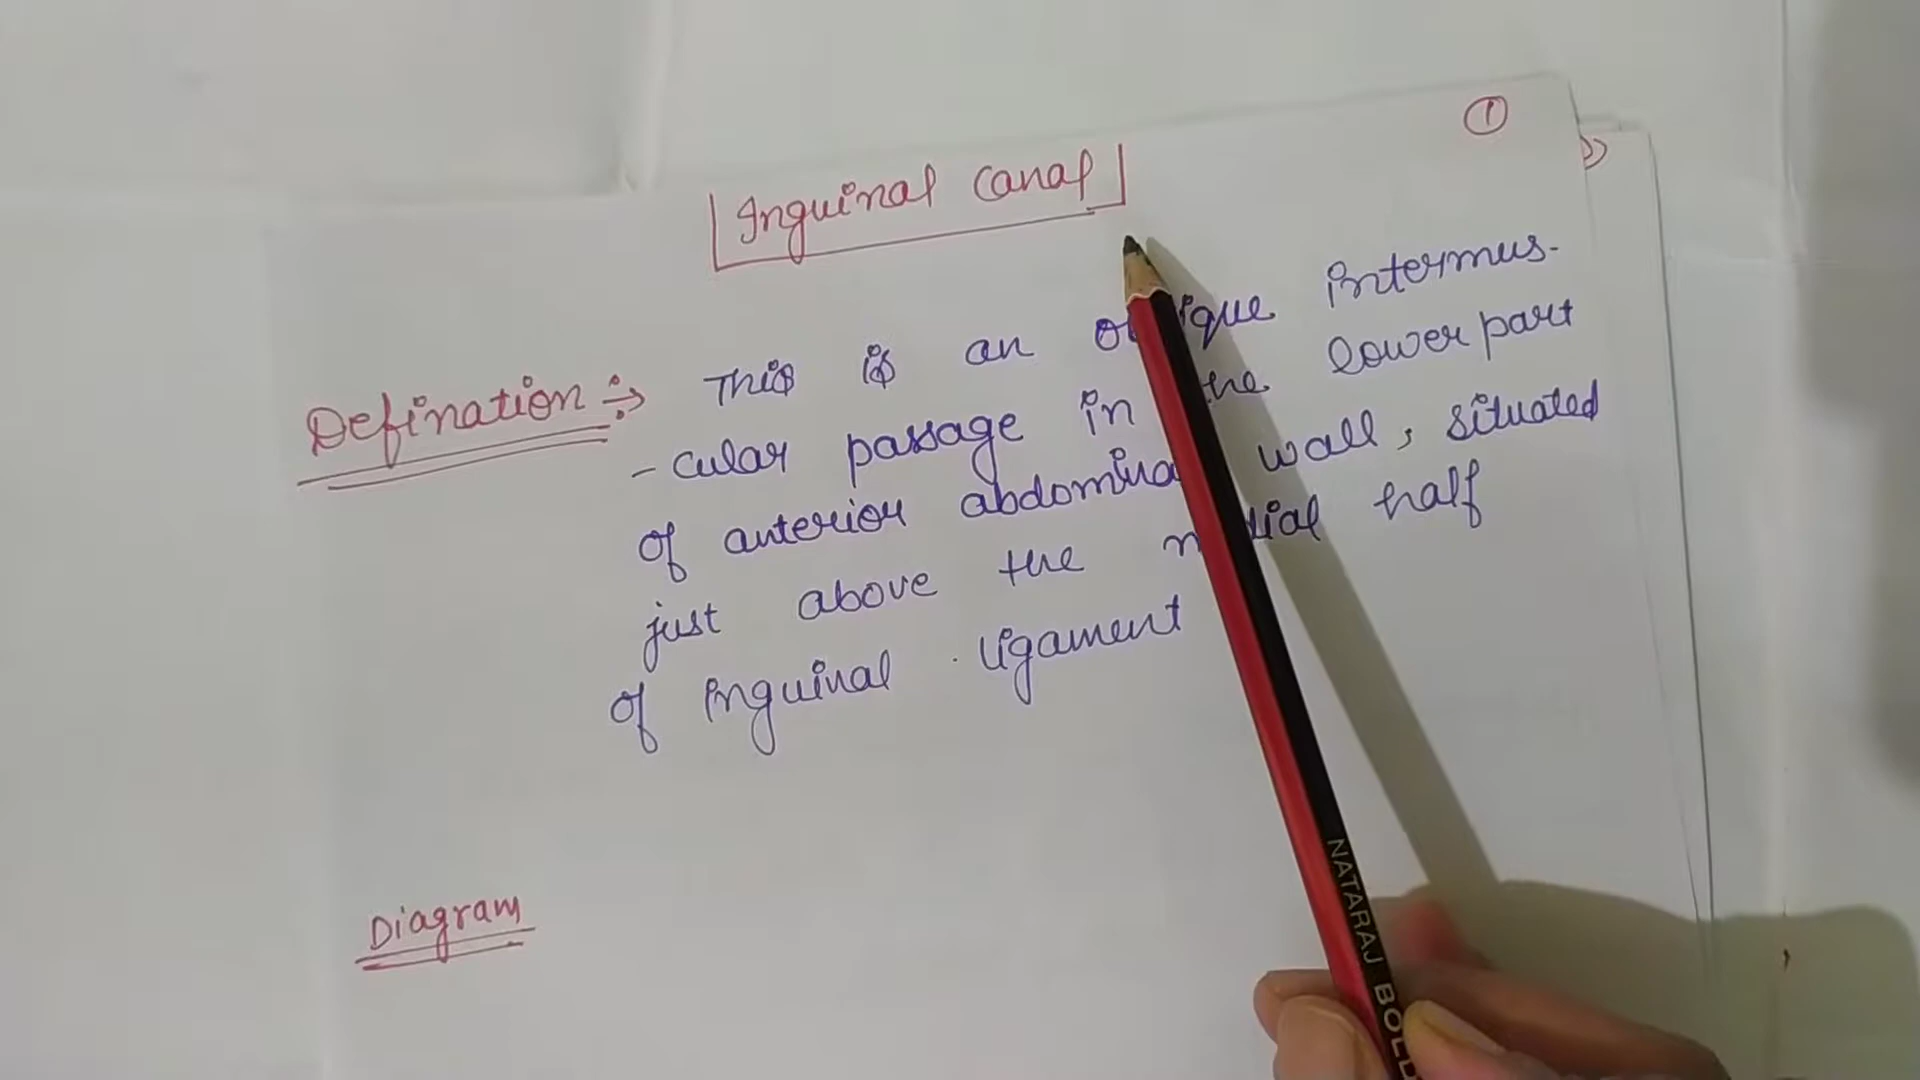 ①
Inguinal Canal
Defination :→ This is an oblique intermus-
-cular passage in the lower part
of anterior abdominal wall, situated
just above the medial half
of inguinal ligament
Diagram
NATARAJ BOLD